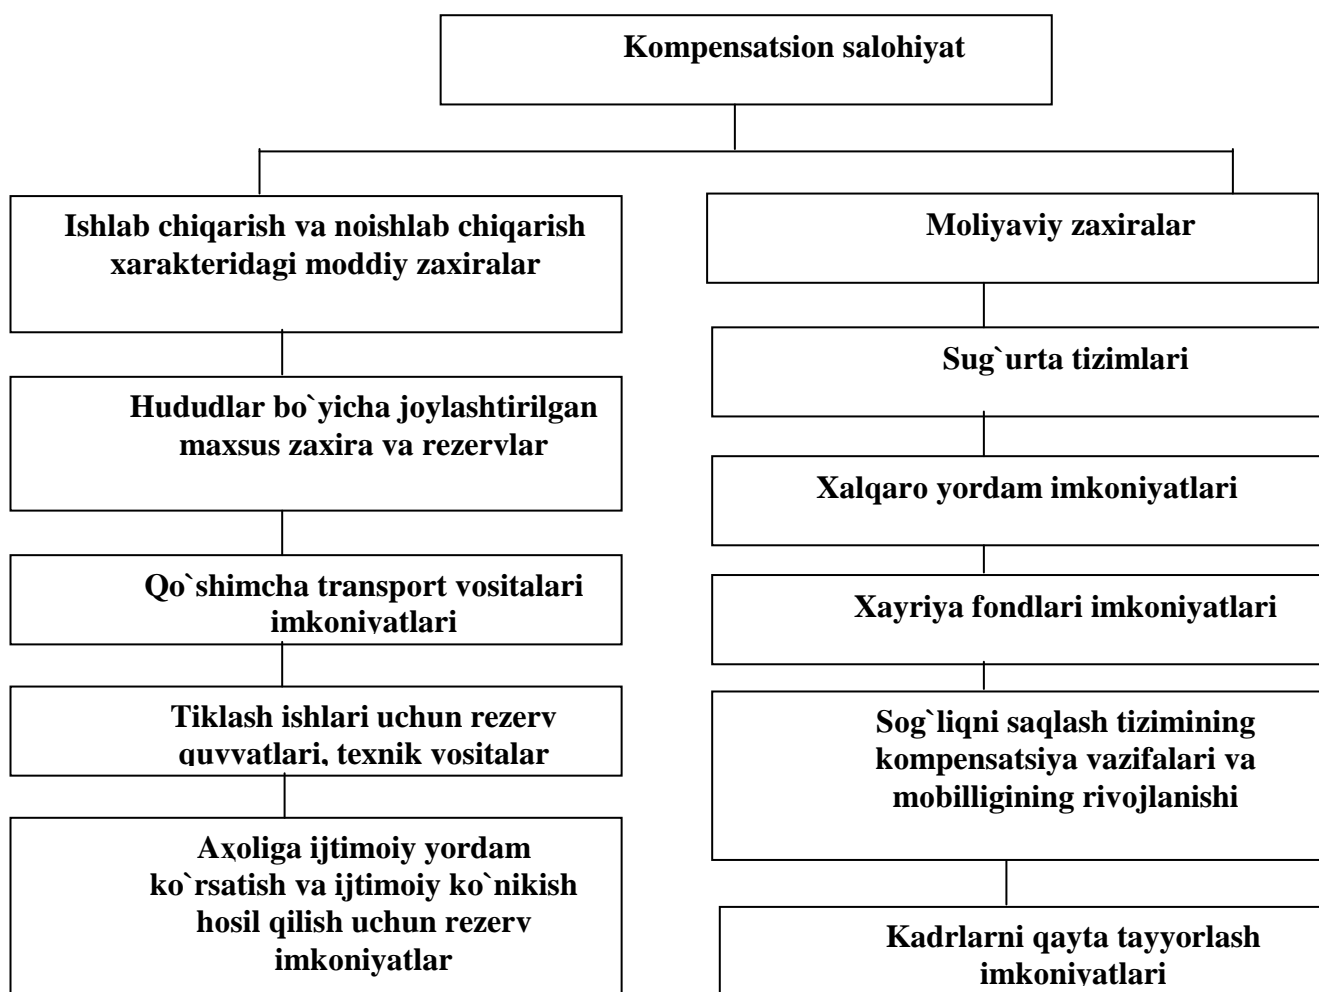 Kompensatsion salohiyat
Ishlab chiqarish va noishlab chiqarish
xarakteridagi moddiy zaxiralar
Hududlar bo`yicha joylashtirilgan
maxsus zaxira va rezervlar
Qo`shimcha transport vositalari
imkoniyatlari
Tiklash ishlari uchun rezerv
quvvatlari, texnik vositalar
Axoliga ijtimoiy yordam
ko`rsatish va ijtimoiy ko`nikish
hosil qilish uchun rezerv
imkoniyatlar
Moliyaviy zaxiralar
Sug`urta tizimlari
Xalqaro yordam imkoniyatlari
Xayriya fondlari imkoniyatlari
Sog`liqni saqlash tizimining
kompensatsiya vazifalari va
mobilligining rivojlanishi
Kadrlarni qayta tayyorlash
imkoniyatlari